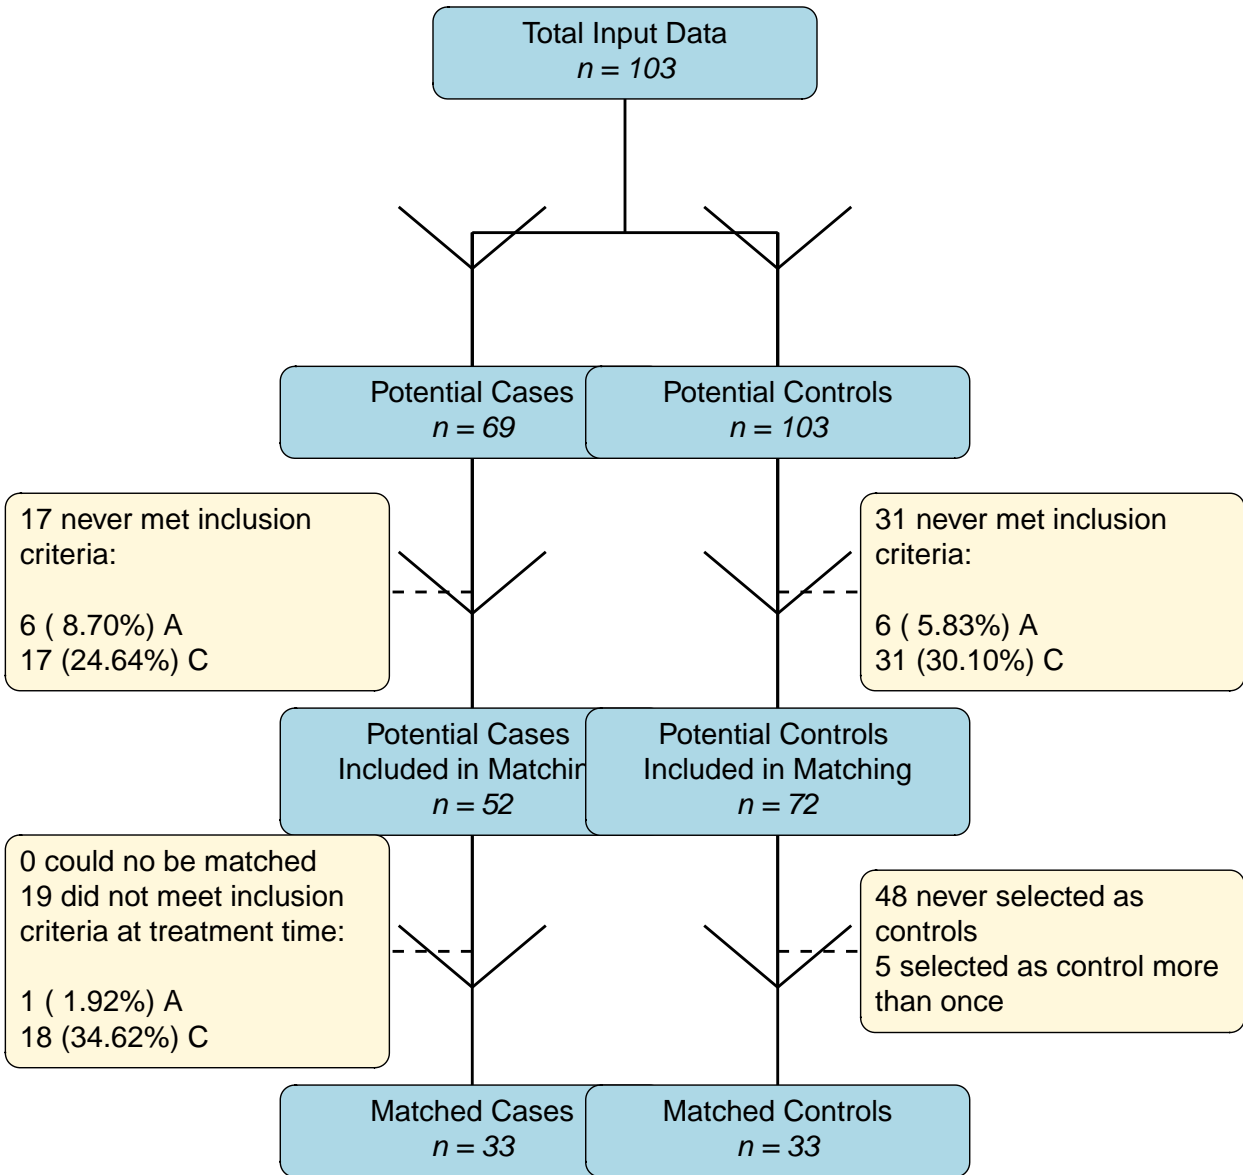 Total Input Data
n = 103
Potential Cases
n = 69
Potential Controls
n = 103
17 never met inclusion
criteria:
6 ( 8.70%) A
17 (24.64%) C
31 never met inclusion
criteria:
6 ( 5.83%) A
31 (30.10%) C
Potential Cases
Included in Matchin
n = 52
Potential Controls
Included in Matching
n = 72
0 could no be matched
19 did not meet inclusion
criteria at treatment time:
1 ( 1.92%) A
18 (34.62%) C
48 never selected as
controls
5 selected as control more
than once
Matched Cases
n = 33
Matched Controls
n = 33